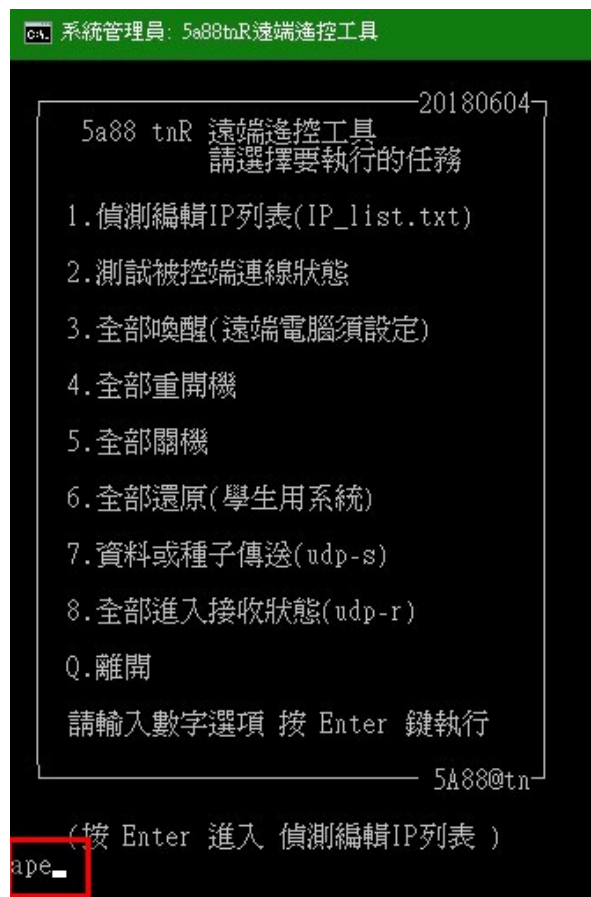 系統管理員: 5a88tnR遠端遙控工具
20180604
5a88 tnR 遠端遙控工具
請選擇要執行的任務
1.偵測編輯IP列表(IP_list.txt)
2.測試被控端連線狀態
3.全部喚醒(遠端電腦須設定)
4.全部重開機
5.全部關機
6.全部還原(學生用系統)
7.資料或種子傳送(udp-s)
8.全部進入接收狀態(udp-r)
Q.離開
請輸入數字選項 按 Enter 鍵執行
5A88@tn
(按 Enter 進入 偵測編輯IP列表 )
ape